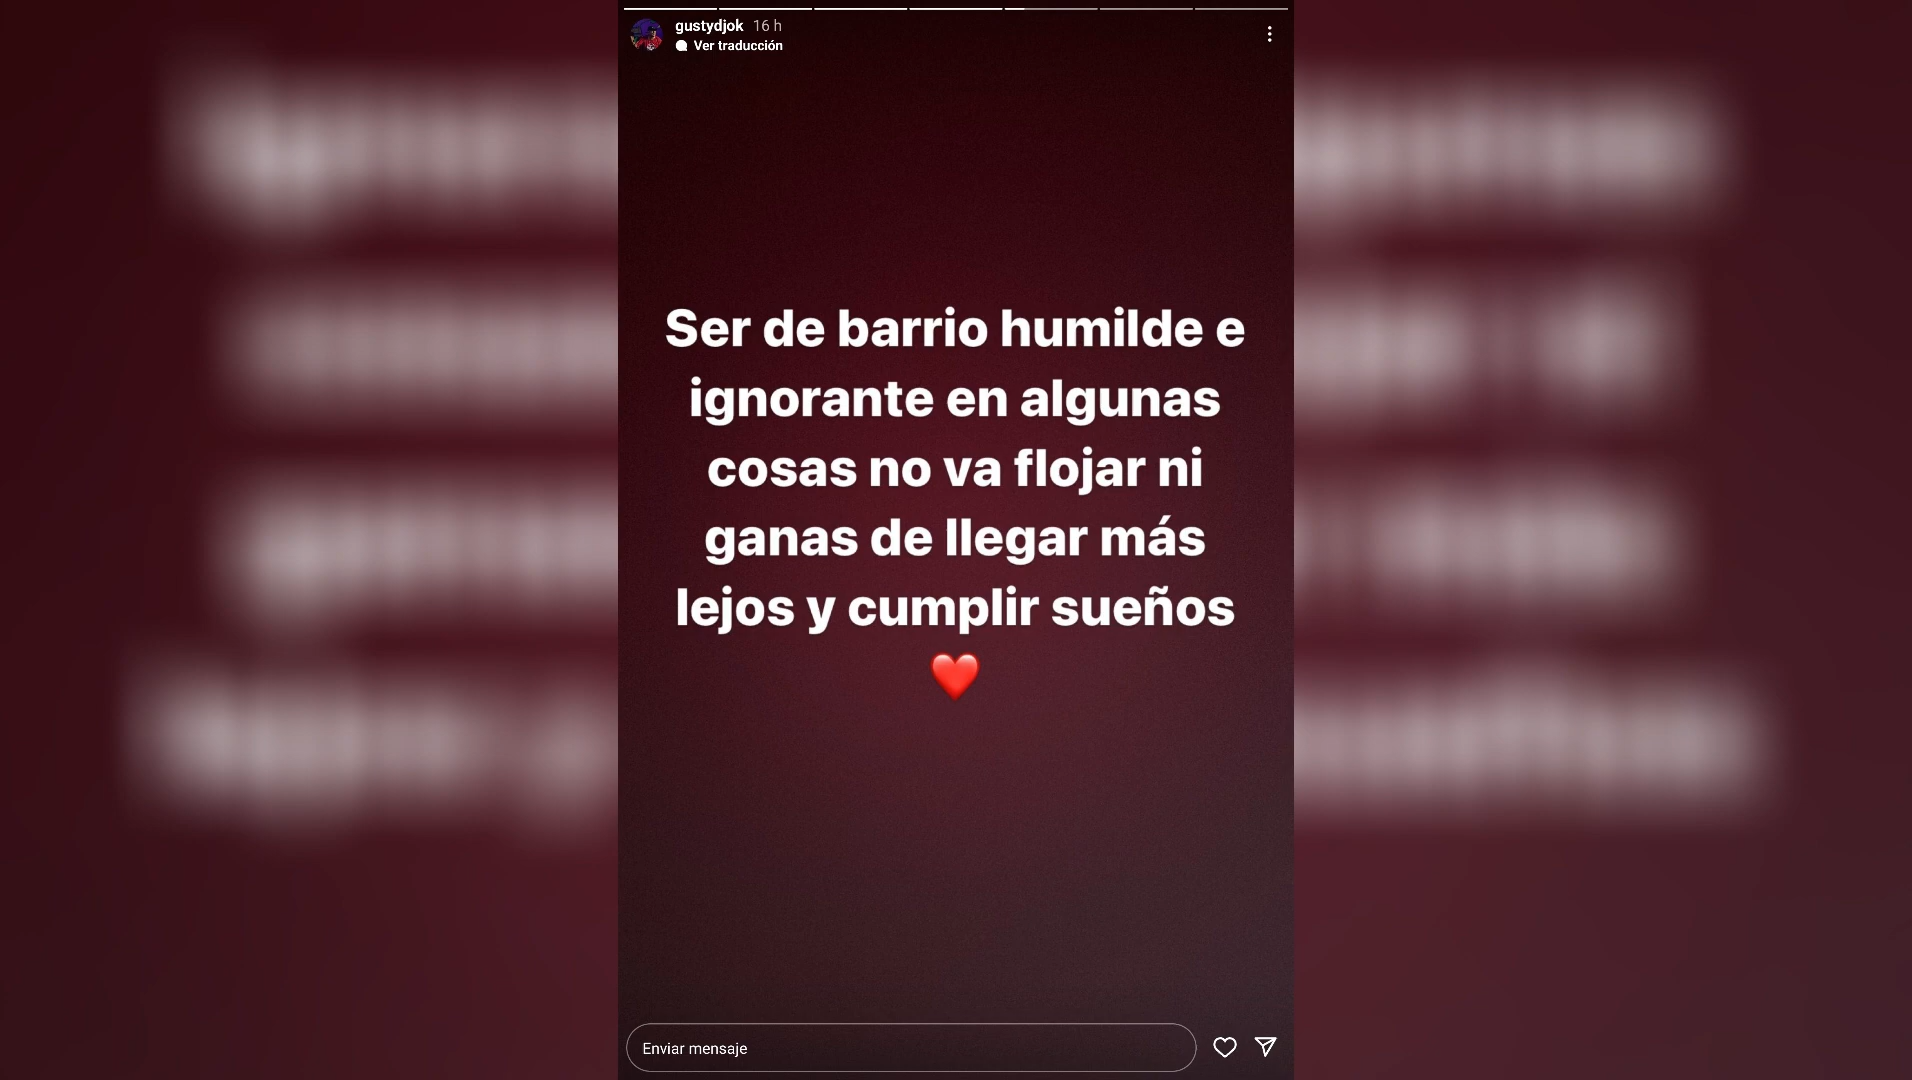 gustydjok 16 h
Ver traducción
Ser de barrio humilde e
ignorante en algunas
cosas no va flojar ni
ganas de llegar más
lejos y cumplir sueños
❤️
Enviar mensaje